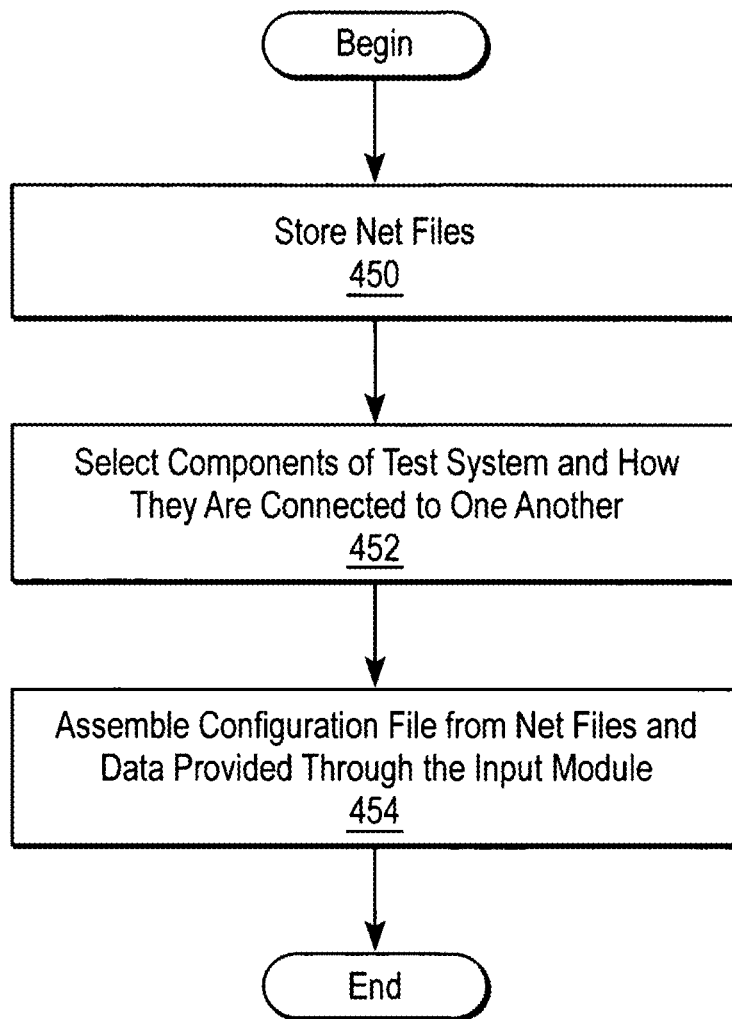 Begin
Store Net Files
450
Select Components of Test System and How
They Are Connected to One Another
452
Assemble Configuration File from Net Files and
Data Provided Through the Input Module
454
End